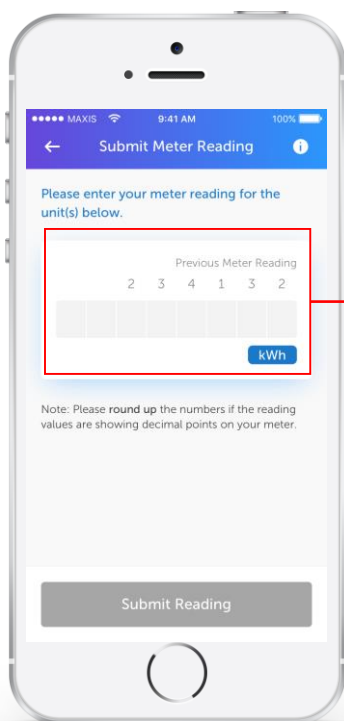 MAXIS 9:41 AM 100%
Submit Meter Reading
Please enter your meter reading for the
unit(s) below.
Previous Meter Reading
2 3 4 1 3 2
kWh
Note: Please round up the numbers if the reading
values are showing decimal points on your meter.
Submit Reading